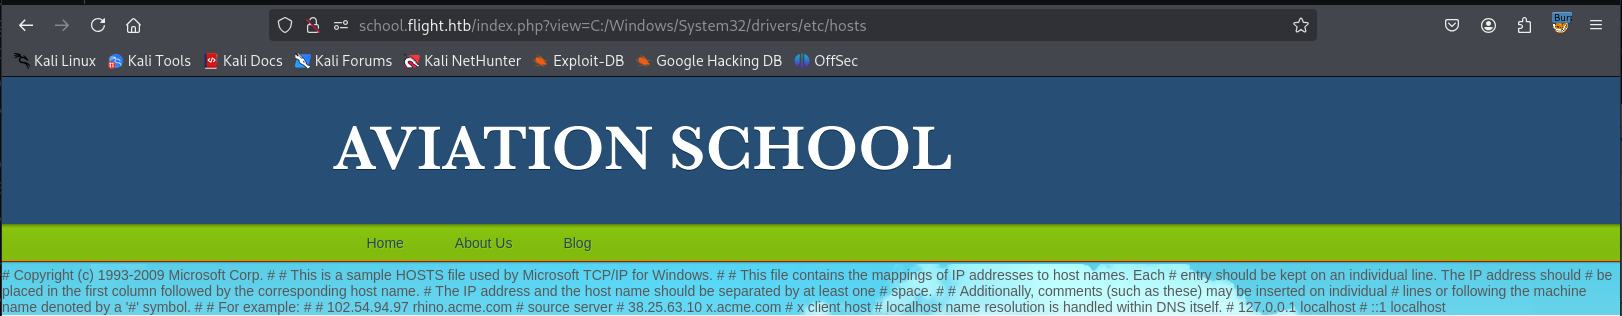 school.flight.htb/index.php?view=C:/Windows/System32/drivers/etc/hosts
Kali Linux Kali Tools Kali Docs Kali Forums Kali NetHunter Exploit-DB Google Hacking DB OffSec
AVIATION SCHOOL
Home About Us Blog
# Copyright (c) 1993-2009 Microsoft Corp. # # This is a sample HOSTS file used by Microsoft TCP/IP for Windows. # # This file contains the mappings of IP addresses to host names. Each # entry should be kept on an individual line. The IP address should # be
placed in the first column followed by the corresponding host name. # The IP address and the host name should be separated by at least one # space. # # Additionally, comments (such as these) may be inserted on individual # lines or following the machine
name denoted by a '#' symbol. # # For example: # # 102.54.94.97 rhino.acme.com # source server # 38.25.63.10 x.acme.com # x client host # localhost name resolution is handled within DNS itself. # 127.0.0.1 localhost # ::1 localhost